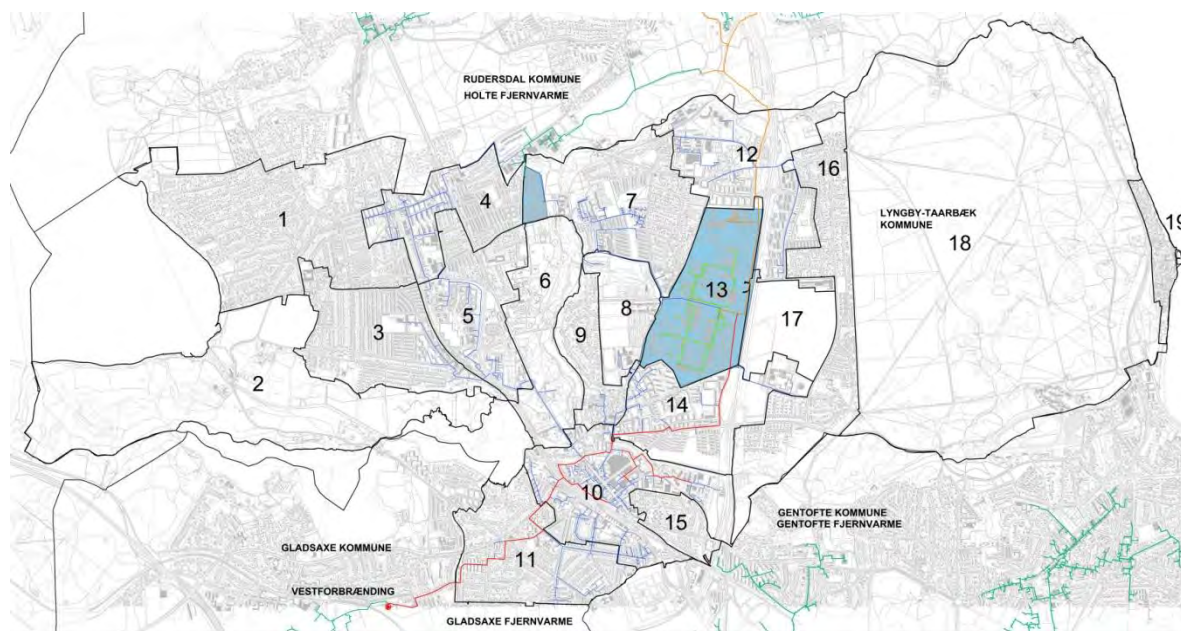 RUDERSDAL KOMMUNE
HOLTE FJERNVARME
12
16
4
7
1
LYNGBY-TAARBÆK
KOMMUNE
19
18
6
13
8
5
17
3
9
2
14
10
15
GENTOFTE KOMMUNE
GENTOFTE FJERNVARME
GLADSAXE KOMMUNE
11
VESTFORBRÆNDING
GLADSAXE FJERNVARME